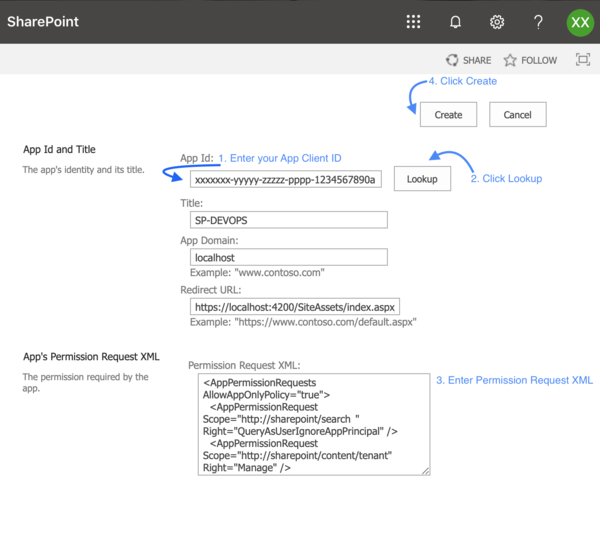 SharePoint
XX
SHARE
FOLLOW
4. Click Create
Create
Cancel
App Id and Title
The app's identity and its title.
App Id:
1. Enter your App Client ID
xxxxxxx-yyyyy-zzzzz-pppp-1234567890a
Lookup
2. Click Lookup
Title:
SP-DEVOPS
App Domain:
localhost
Example: "www.contoso.com"
Redirect URL:
https://localhost:4200/SiteAssets/index.aspx
Example: "https://www.contoso.com/default.aspx"
App's Permission Request XML
The permission required by the
app.
Permission Request XML:
3. Enter Permission Request XML
<AppPermissionRequests
AllowAppOnlyPolicy="true">
<AppPermissionRequest
Scope="http://sharepoint/search "
Right="QueryAsUserIgnoreAppPrincipal" />
<AppPermissionRequest
Scope="http://sharepoint/content/tenant"
Right="Manage" />